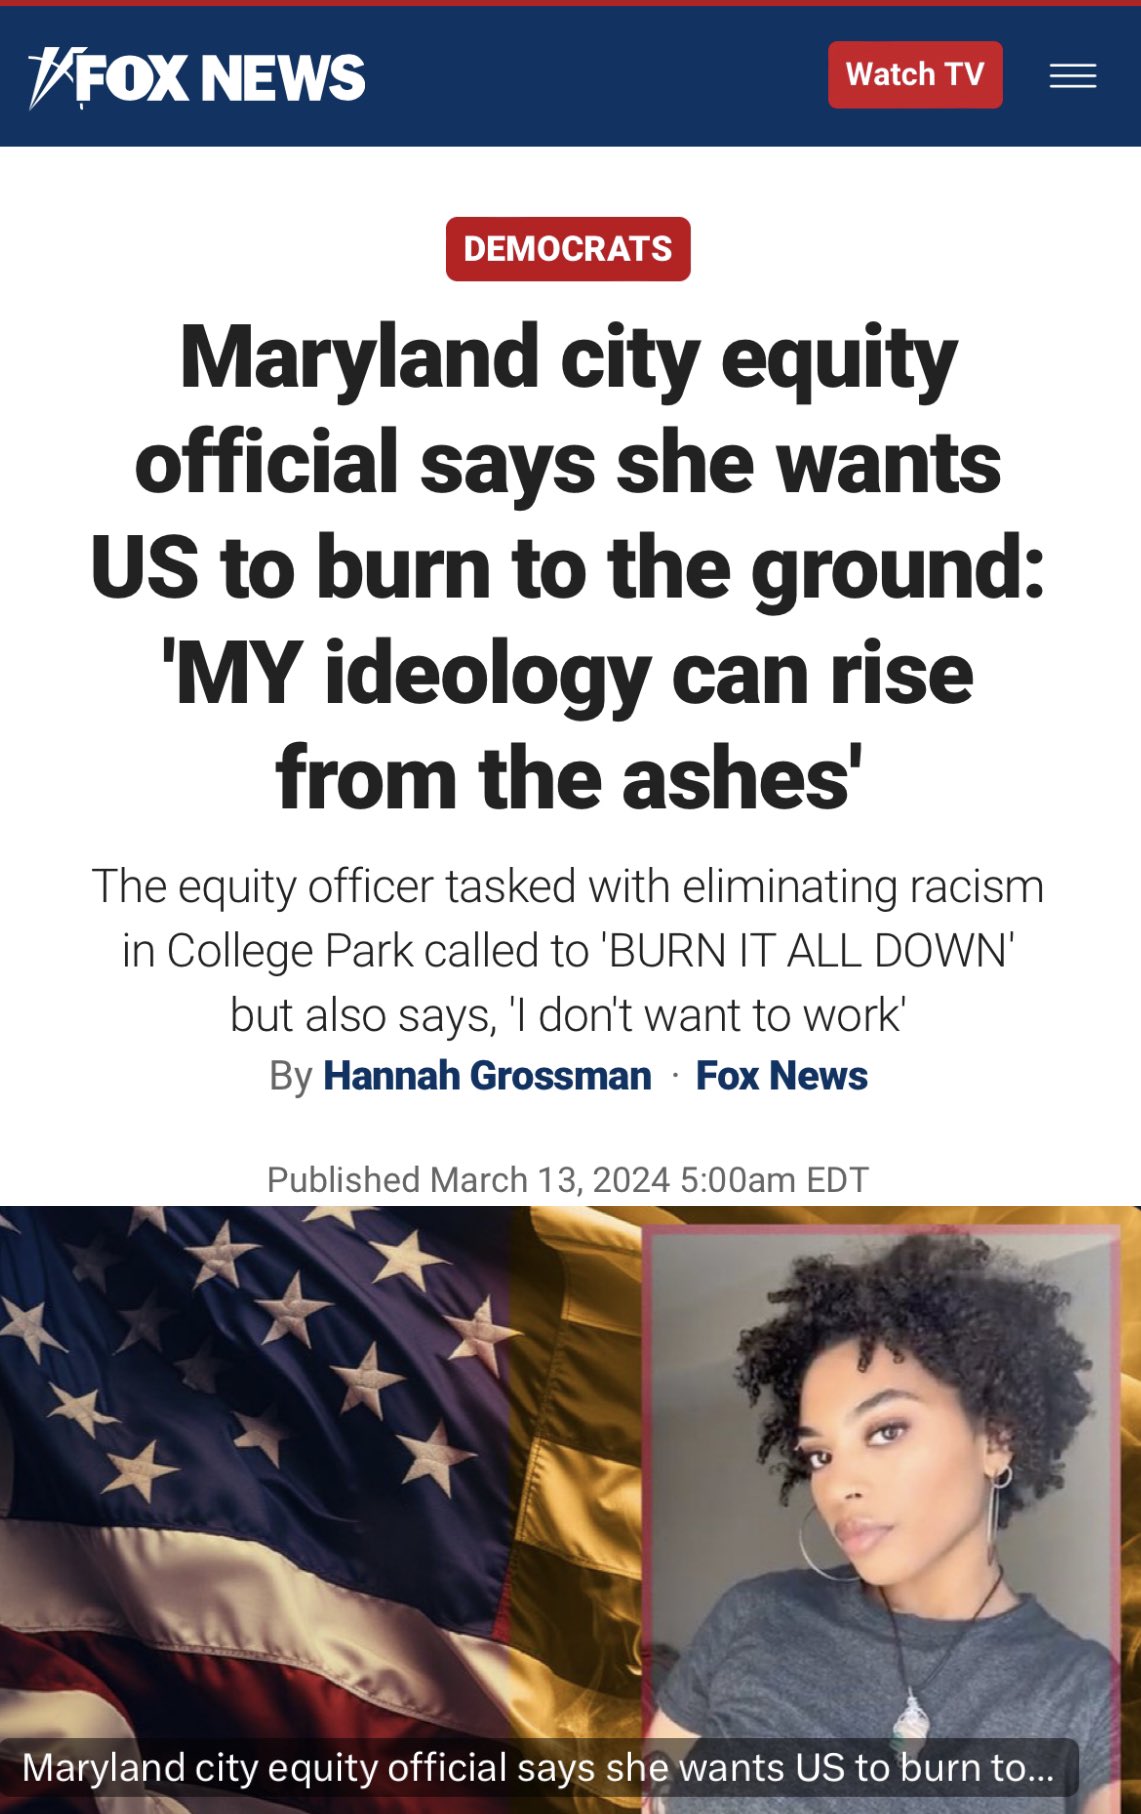 FOX NEWS
Watch TV
DEMOCRATS
Maryland city equity
official says she wants
US to burn to the ground:
'MY ideology can rise
from the ashes'
The equity officer tasked with eliminating racism
in College Park called to 'BURN IT ALL DOWN'
but also says, 'I don't want to work'
By Hannah Grossman · Fox News
Published March 13, 2024 5:00am EDT
Maryland city equity official says she wants US to burn to...